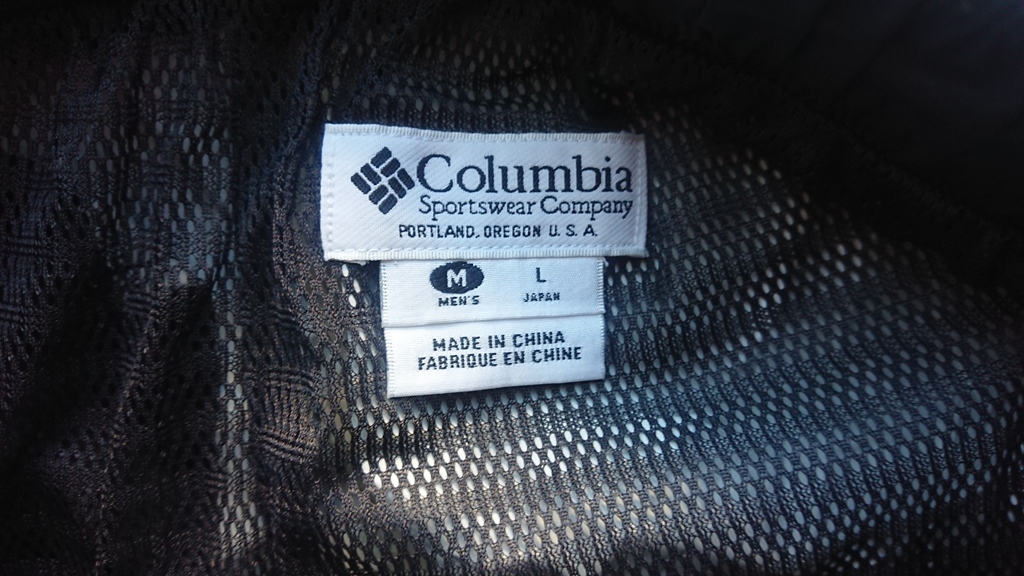 Columbia
Sportswear Company
PORTLAND, OREGON U.S.A.
M L
MEN'S JAPAN
MADE IN CHINA
FABRIQUE EN CHINE